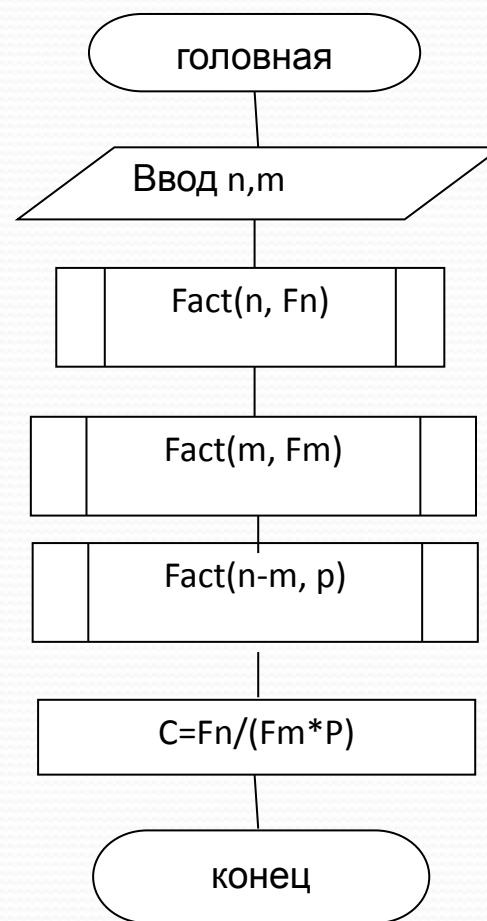 головная
Ввод n,m
Fact(n, Fn)
Fact(m, Fm)
Fact(n-m, p)
C=Fn/(Fm*P)
конец